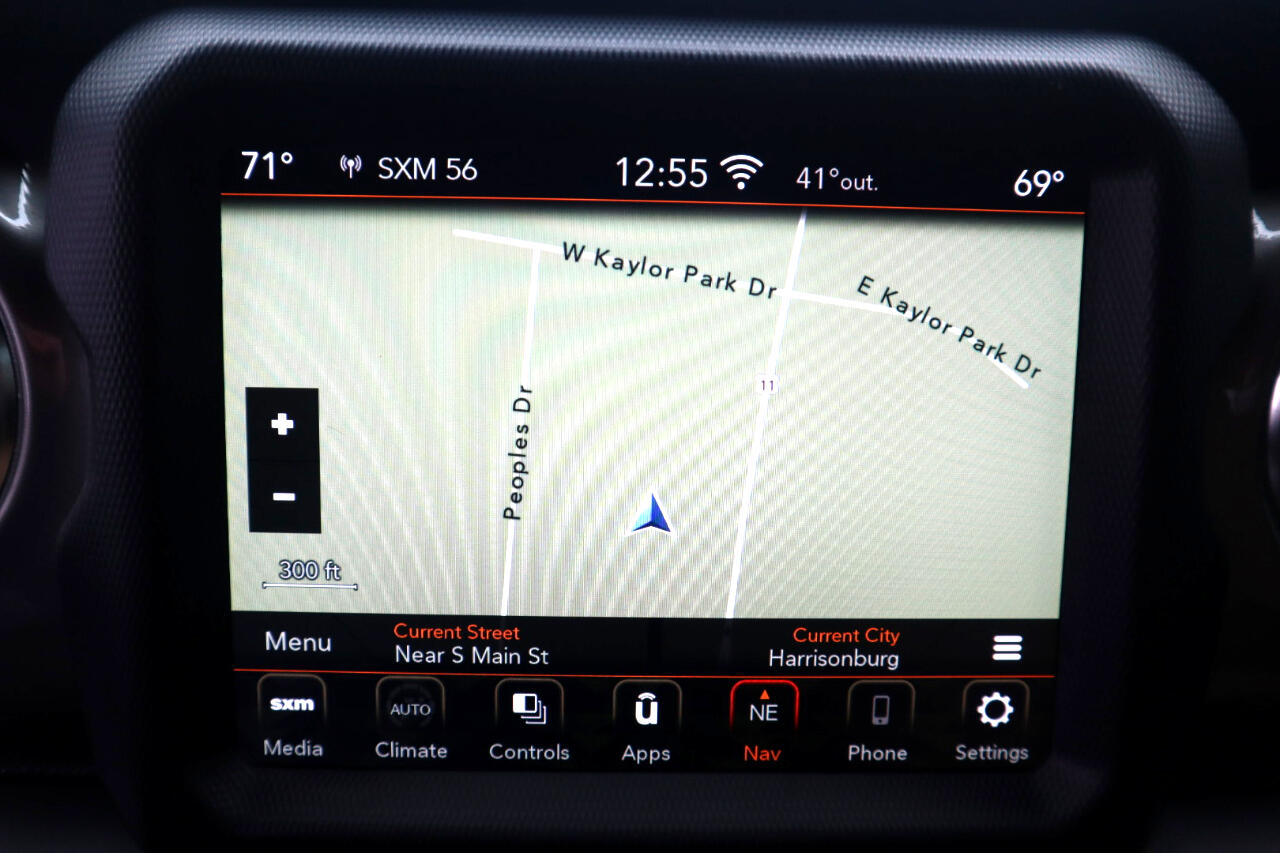 71° SXM 56 12:55 41°out. 69°
W Kaylor Park Dr
E Kaylor Park Dr
11
Peoples Dr
+
-
300 ft
Menu
Current Street
Near S Main St
Current City
Harrisonburg
sxm
Media
AUTO
Climate
Controls
ū
Apps
NE
Nav
Phone
Settings